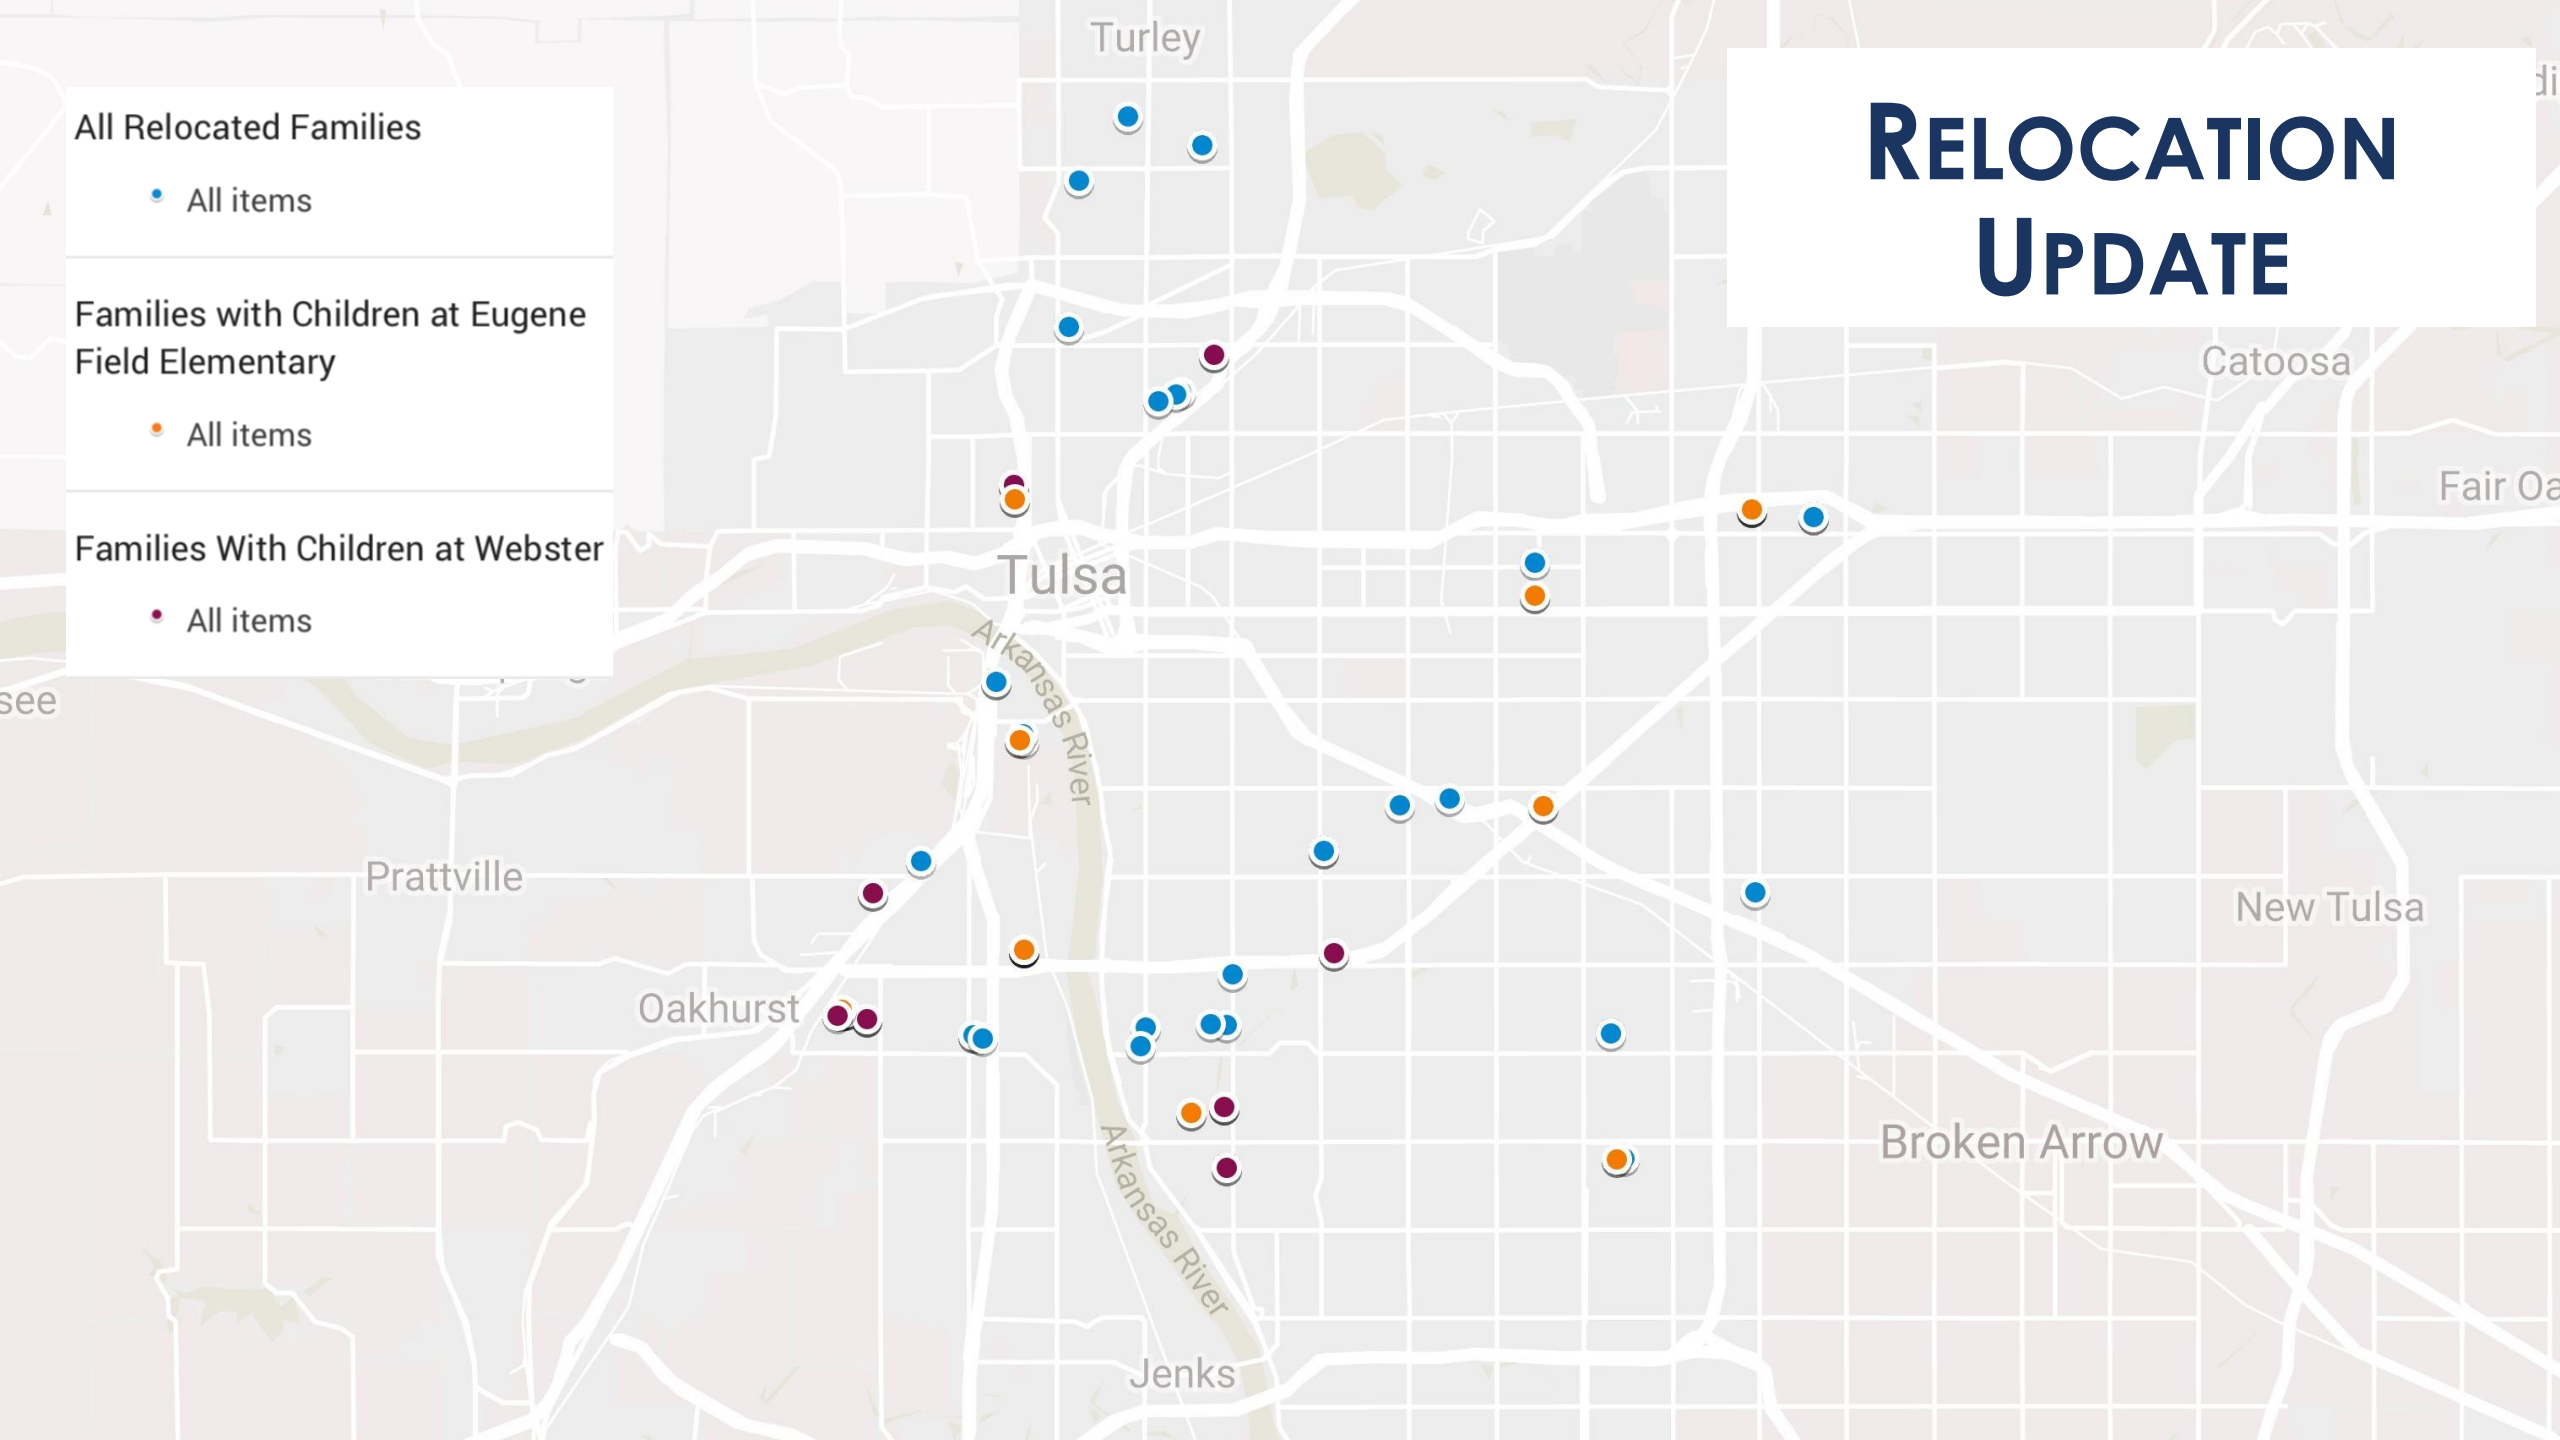 Turley
RELOCATION
UPDATE
All Relocated Families
All items
Families with Children at Eugene
Field Elementary
All items
Families With Children at Webster
All items
Catoosa
Fair Oa
Tulsa
Arkansas River
see
Prattville
New Tulsa
Oakhurst
Broken Arrow
Arkansas River
Jenks